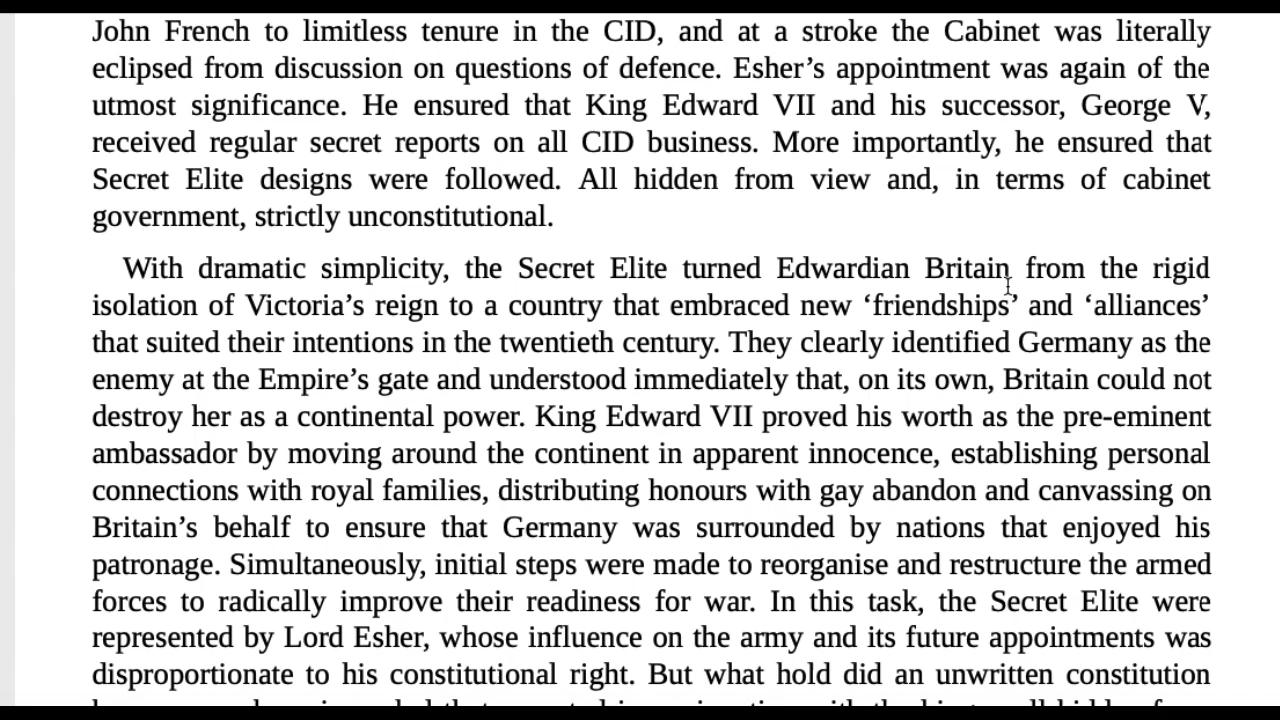 John French to limitless tenure in the CID, and at a stroke the Cabinet was literally
eclipsed from discussion on questions of defence. Esher’s appointment was again of the
utmost significance. He ensured that King Edward VII and his successor, George V,
received regular secret reports on all CID business. More importantly, he ensured that
Secret Elite designs were followed. All hidden from view and, in terms of cabinet
government, strictly unconstitutional.
With dramatic simplicity, the Secret Elite turned Edwardian Britain from the rigid
isolation of Victoria’s reign to a country that embraced new ‘friendships’ and ‘alliances’
that suited their intentions in the twentieth century. They clearly identified Germany as the
enemy at the Empire’s gate and understood immediately that, on its own, Britain could not
destroy her as a continental power. King Edward VII proved his worth as the pre-eminent
ambassador by moving around the continent in apparent innocence, establishing personal
connections with royal families, distributing honours with gay abandon and canvassing on
Britain’s behalf to ensure that Germany was surrounded by nations that enjoyed his
patronage. Simultaneously, initial steps were made to reorganise and restructure the armed
forces to radically improve their readiness for war. In this task, the Secret Elite were
represented by Lord Esher, whose influence on the army and its future appointments was
disproportionate to his constitutional right. But what hold did an unwritten constitution